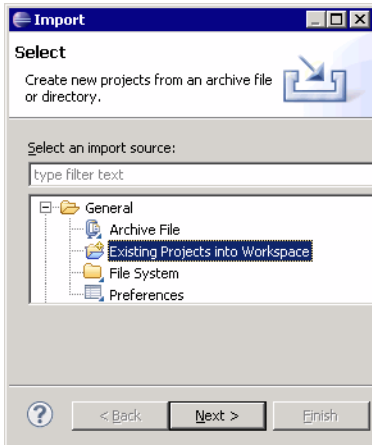 Import
Select
Create new projects from an archive file
or directory.
Select an import source:
type filter text
General
Archive File
Existing Projects into Workspace
File System
Preferences
?
< Back
Next >
Finish